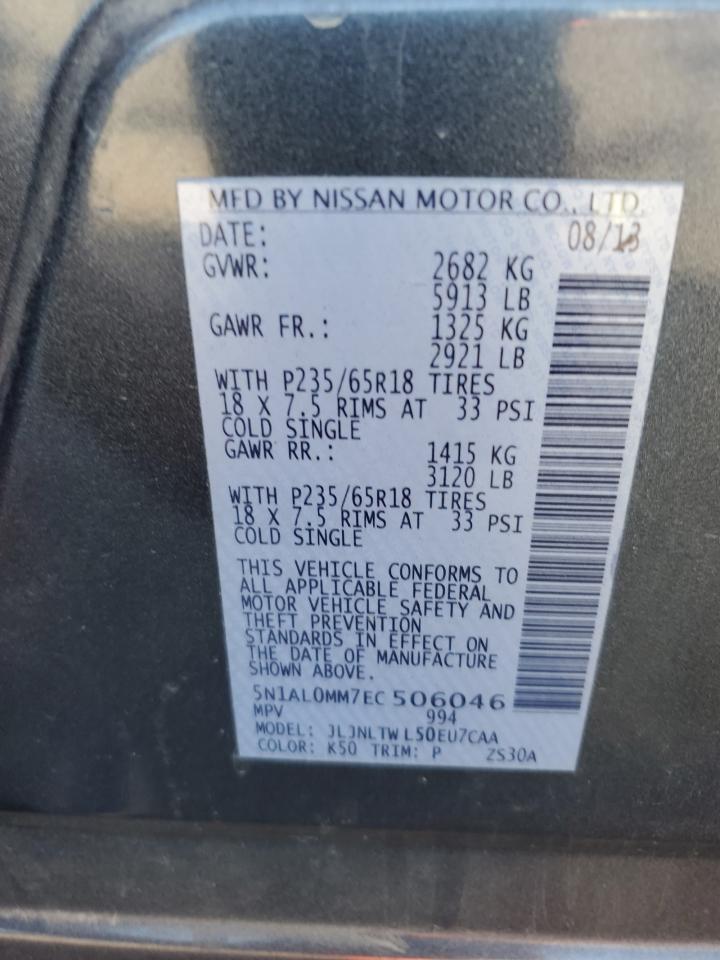 MFD BY NISSAN MOTOR CO., LTD.
DATE: 08/13
GVWR: 2682 KG
5913 LB
GAWR FR.: 1325 KG
2921 LB
WITH P235/65R18 TIRES
18 X 7.5 RIMS AT 33 PSI
COLD SINGLE
GAWR RR.: 1415 KG
3120 LB
WITH P235/65R18 TIRES
18 X 7.5 RIMS AT 33 PSI
COLD SINGLE
THIS VEHICLE CONFORMS TO
ALL APPLICABLE FEDERAL
MOTOR VEHICLE SAFETY AND
THEFT PREVENTION
STANDARDS IN EFFECT ON
THE DATE OF MANUFACTURE
SHOWN ABOVE.
5N1AL0MM7EC 506046
MPV 994
MODEL: JLJNLTW L50EU7CAA
COLOR: K50 TRIM: P ZS30A